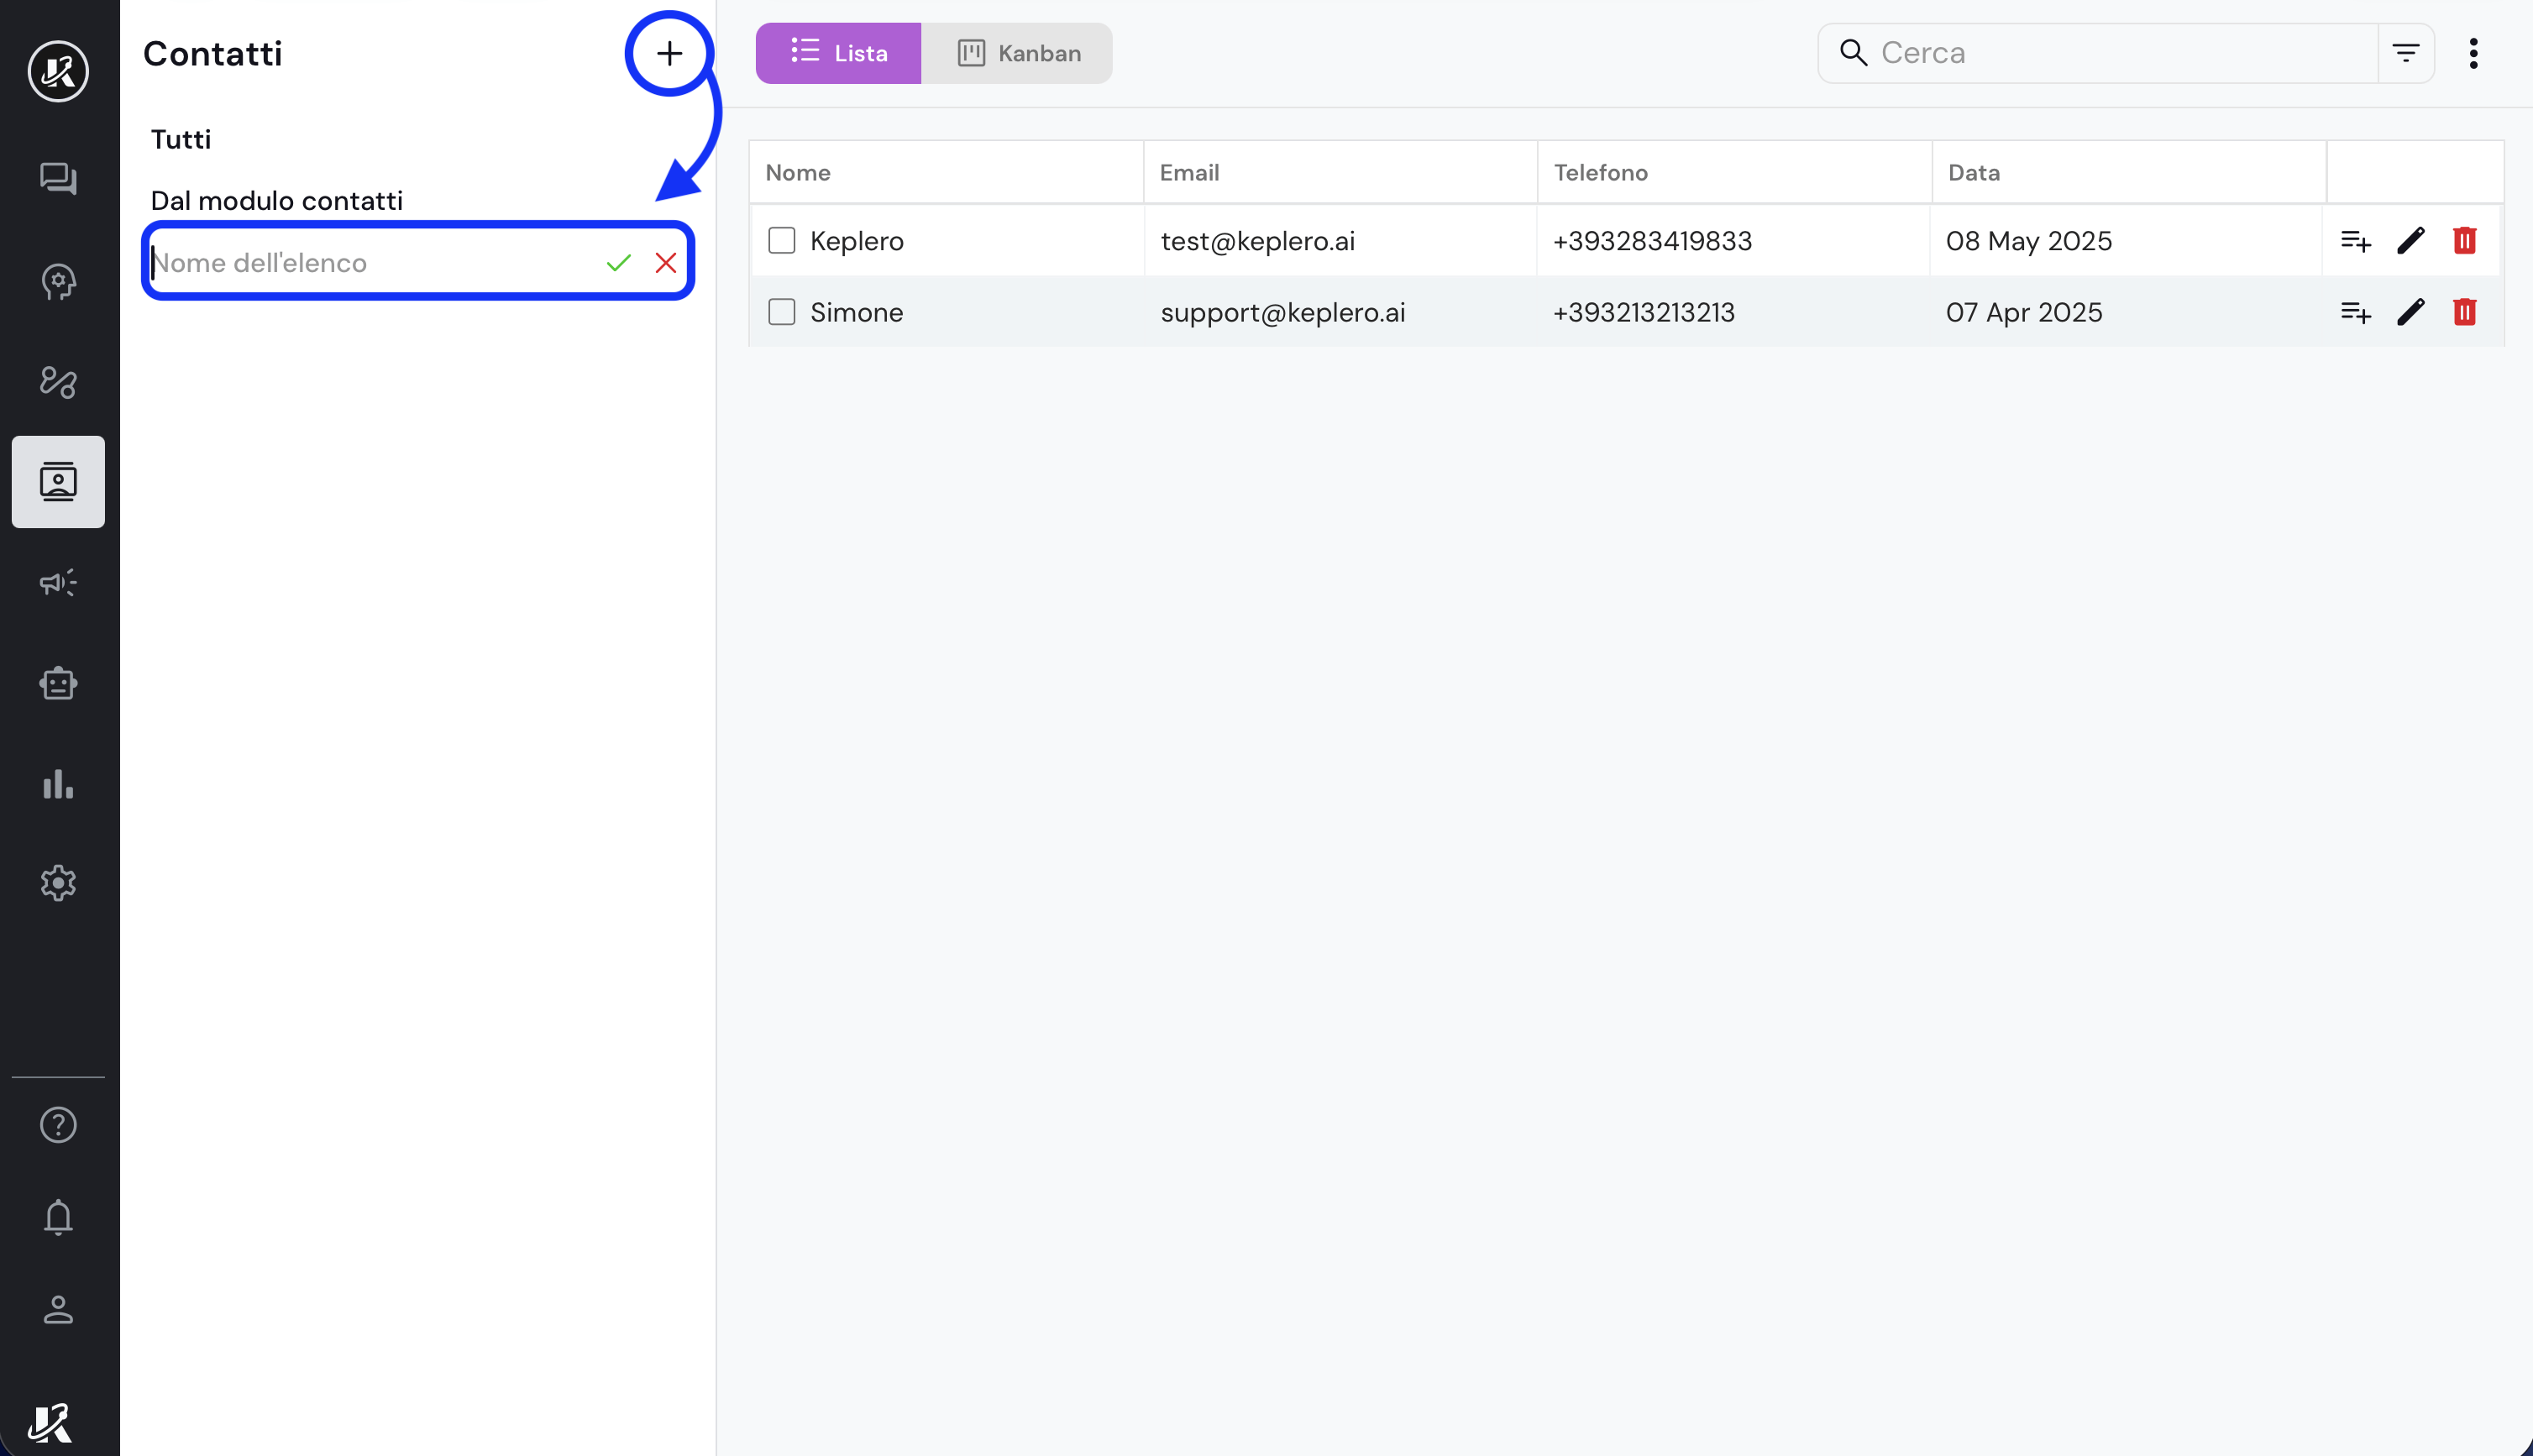 Contatti
Tutti
Dal modulo contatti
Nome dell'elenco
Lista Kanban
Cerca
Nome Email Telefono Data
Keplero test@keplero.ai +393283419833 08 May 2025
Simone support@keplero.ai +393213213213 07 Apr 2025